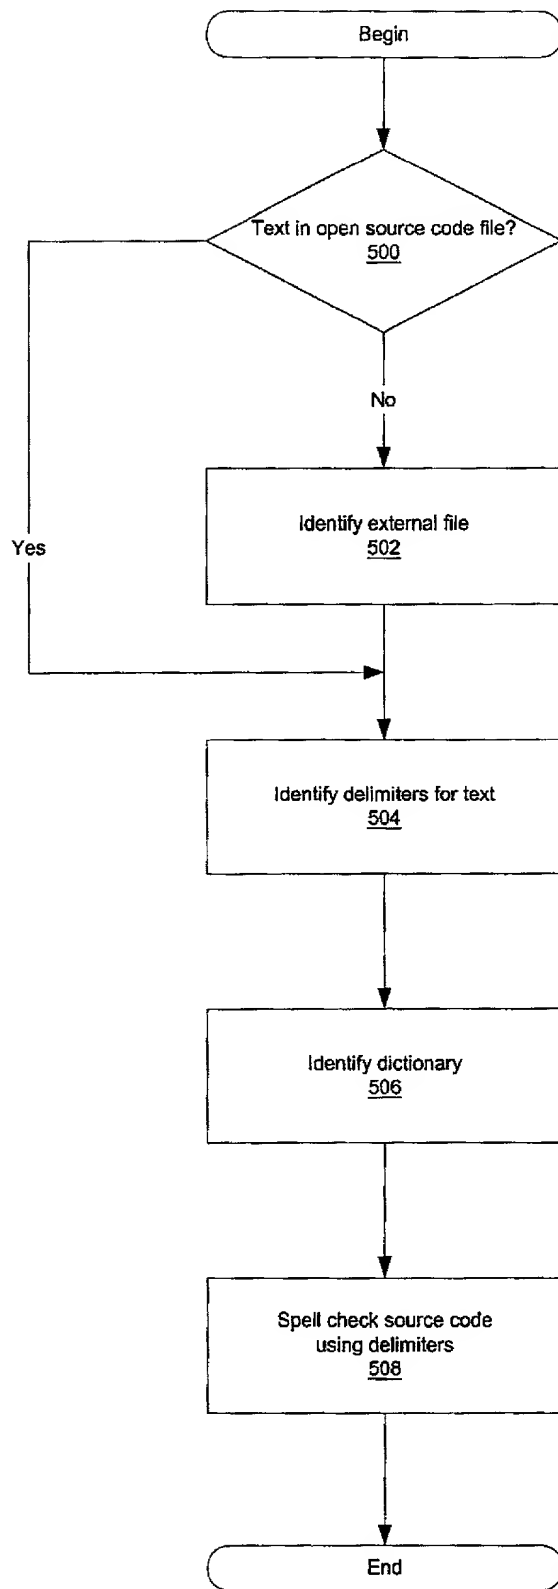 Begin
Text in open source code file?
500
No
Identify external file
502
Yes
Identify delimiters for text
504
Identify dictionary
506
Spell check source code
using delimiters
508
End